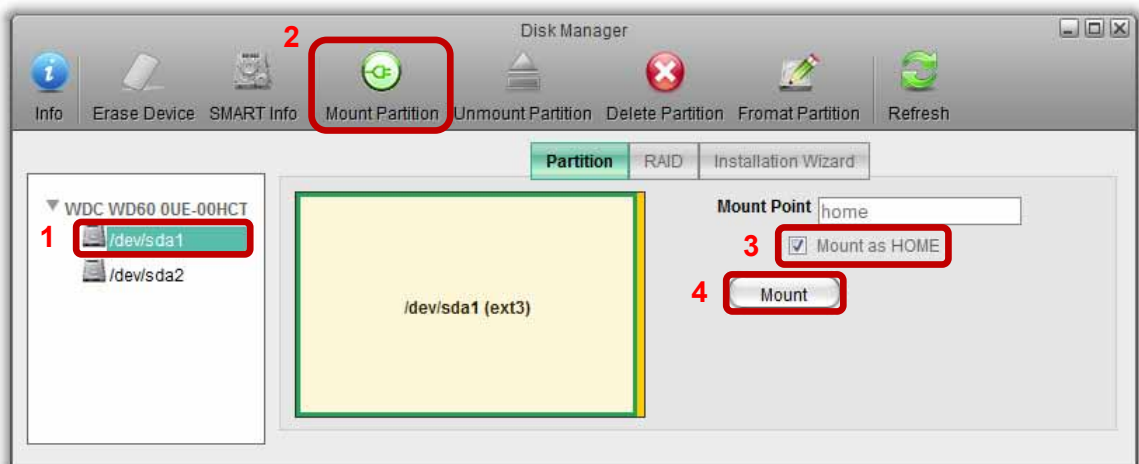 Disk Manager
2
Info Erase Device SMART Info Mount Partition Unmount Partition Delete Partition Fromat Partition Refresh
Partition RAID Installation Wizard
WDC WD60 0UE-00HCT
Mount Point home
1 /dev/sda1
3 Mount as HOME
/dev/sda2
4 Mount
/dev/sda1 (ext3)